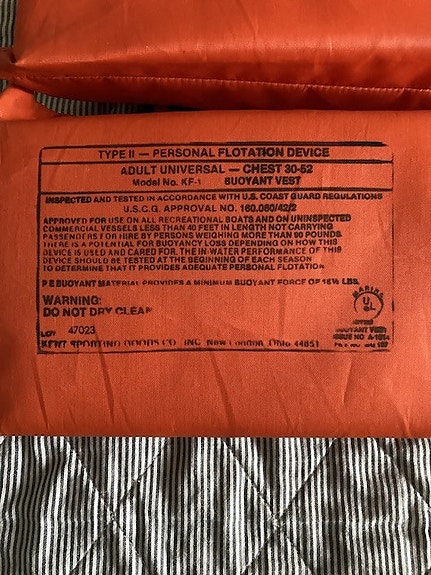 TYPE II — PERSONAL FLOTATION DEVICE
ADULT UNIVERSAL — CHEST 30-52
Model No. KF-1 BUOYANT VEST
INSPECTED AND TESTED IN ACCORDANCE WITH U.S. COAST GUARD REGULATIONS
U.S.C.G. APPROVAL NO. 160.060/42/2
APPROVED FOR USE ON ALL RECREATIONAL BOATS AND ON UNINSPECTED
COMMERCIAL VESSELS LESS THAN 40 FEET IN LENGTH NOT CARRYING
PASSENGERS FOR HIRE BY PERSONS WEIGHING MORE THAN 90 POUNDS.
THERE IS A POTENTIAL FOR BUOYANCY LOSS DEPENDING ON HOW THIS
DEVICE IS USED AND CARED FOR. THE IN-WATER PERFORMANCE OF THIS
DEVICE SHOULD BE TESTED AT THE BEGINNING OF EACH SEASON
TO DETERMINE THAT IT PROVIDES ADEQUATE PERSONAL FLOTATION
P E BUOYANT MATERIAL PROVIDES A MINIMUM BUOYANT FORCE OF 15½ LBS.
WARNING:
DO NOT DRY CLEAN
MARINE
UL
LOT 47023
BUOYANT VEST
ISSUE NO
KENT SPORTING GOODS CO. INC. New London, Ohio 44851